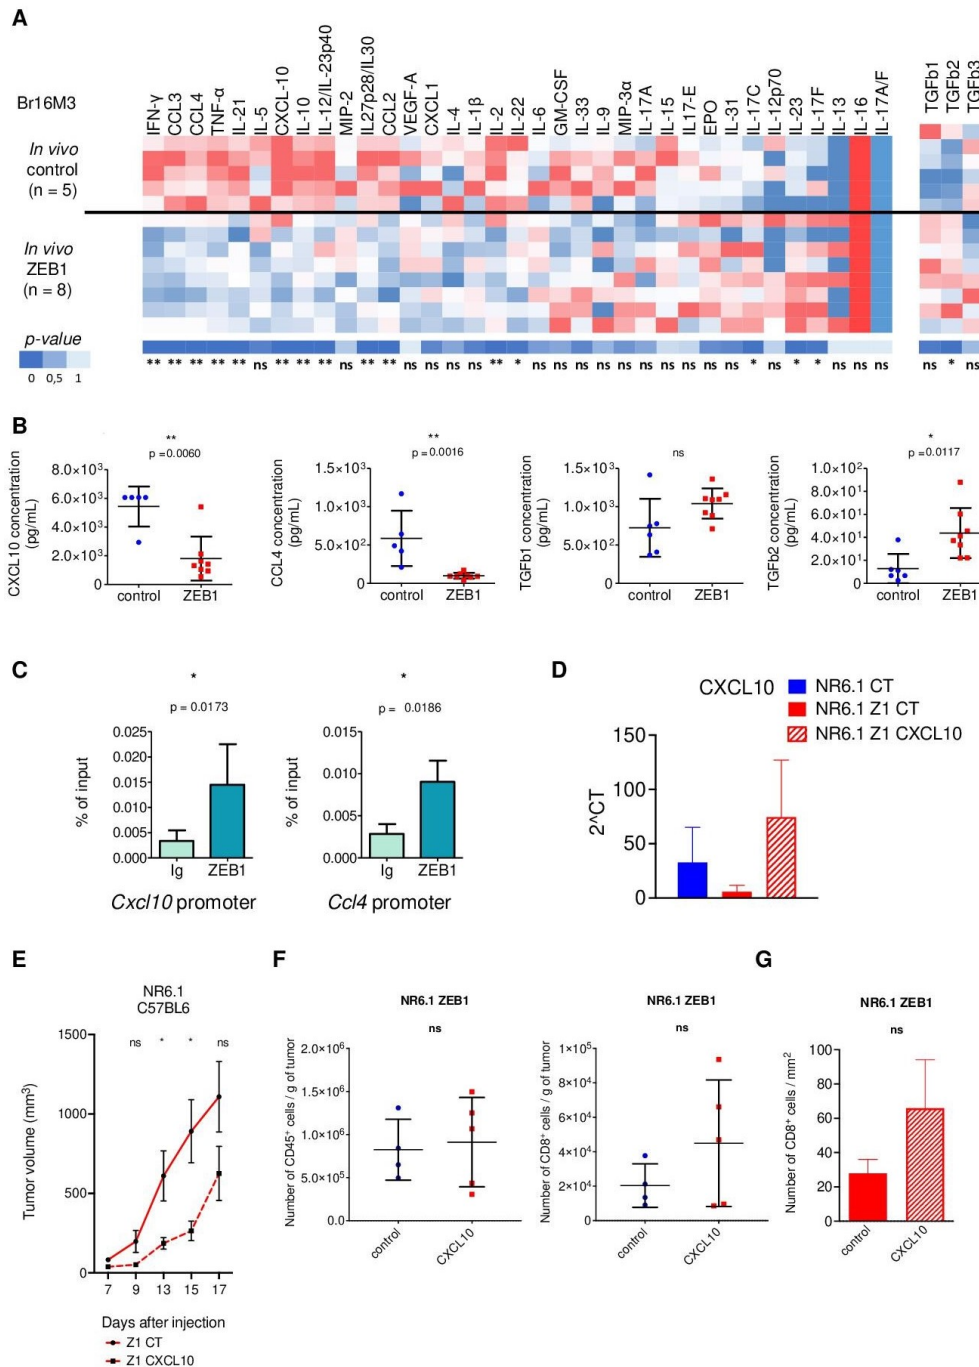 A
Br16M3
IFN-γ
CCL3
CCL4
TNF-α
IL-21
IL-5
CXCL-10
IL-10
IL-12/IL-23p40
MIP-2
IL27p28/IL30
CCL2
VEGF-A
CXCL1
IL-4
IL-1β
IL-2
IL-22
IL-6
GM-CSF
IL-33
IL-9
MIP-3α
IL-17A
IL-15
IL17-E
EPO
IL-31
IL-17C
IL-12p70
IL-23
IL-17F
IL-13
IL-16
IL-17A/F
TGFb1
TGFb2
TGFb3
In vivo
control
(n = 5)
In vivo
ZEB1
(n = 8)
p-value
0 0,5 1
** ** ** ** ** ns ** ** ** ns ** ** ns ns ns ns ** * ns ns ns ns ns ns ns ns ns ns * ns * * ns ns ns ns * ns
B
CXCL10 concentration
(pg/mL)
**
p = 0.0060
8.0×10³
6.0×10³
4.0×10³
2.0×10³
0
control ZEB1
CCL4 concentration
(pg/mL)
**
p = 0.0016
1.5×10³
1.0×10³
5.0×10²
0
control ZEB1
TGFb1 concentration
(pg/mL)
ns
1.5×10³
1.0×10³
5.0×10²
0
control ZEB1
TGFb2 concentration
(pg/mL)
*
p = 0.0117
1.0×10²
8.0×10¹
6.0×10¹
4.0×10¹
2.0×10¹
0
control ZEB1
C
*
p = 0.0173
% of input
0.025
0.020
0.015
0.010
0.005
0.000
Ig ZEB1
Cxcl10 promoter
*
p = 0.0186
% of input
0.015
0.010
0.005
0.000
Ig ZEB1
Ccl4 promoter
D
CXCL10
NR6.1 CT
NR6.1 Z1 CT
NR6.1 Z1 CXCL10
2^CT
150
100
50
0
E
NR6.1
C57BL6
Tumor volume (mm³)
ns * * ns
1500
1000
500
0
7 9 13 15 17
Days after injection
Z1 CT
Z1 CXCL10
F
NR6.1 ZEB1
ns
Number of CD45⁺ cells / g of tumor
2.0×10⁶
1.5×10⁶
1.0×10⁶
5.0×10⁵
0.0
control CXCL10
NR6.1 ZEB1
ns
Number of CD8⁺ cells / g of tumor
1×10⁵
8×10⁴
6×10⁴
4×10⁴
2×10⁴
0
control CXCL10
G
NR6.1 ZEB1
ns
Number of CD8⁺ cells / mm²
100
80
60
40
20
0
control CXCL10